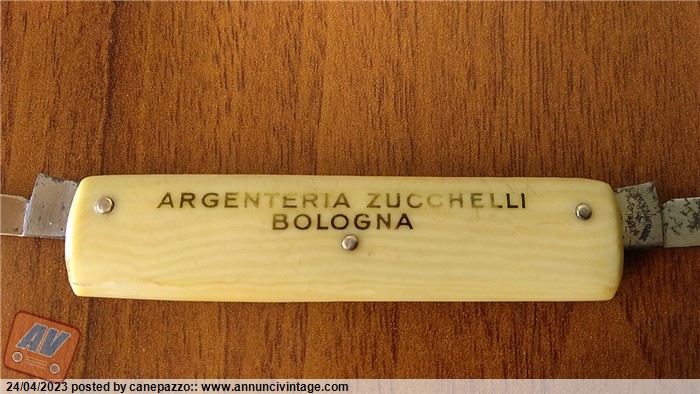 ARGENTERIA ZUCCHELLI
BOLOGNA
AV
24/04/2023 posted by canepazzo:: www.annuncivintage.com